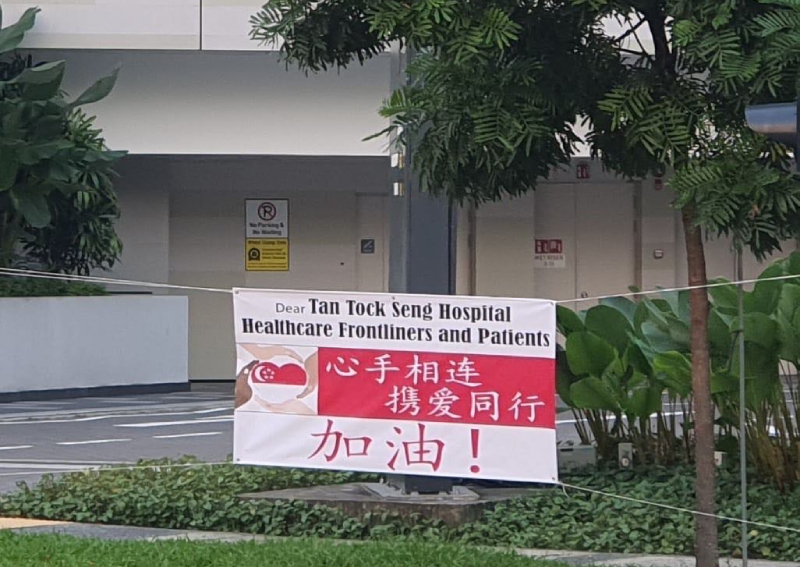 No Parking &
No Waiting
Dear Tan Tock Seng Hospital
Healthcare Frontliners and Patients
心手相连
携爱同行
加油!